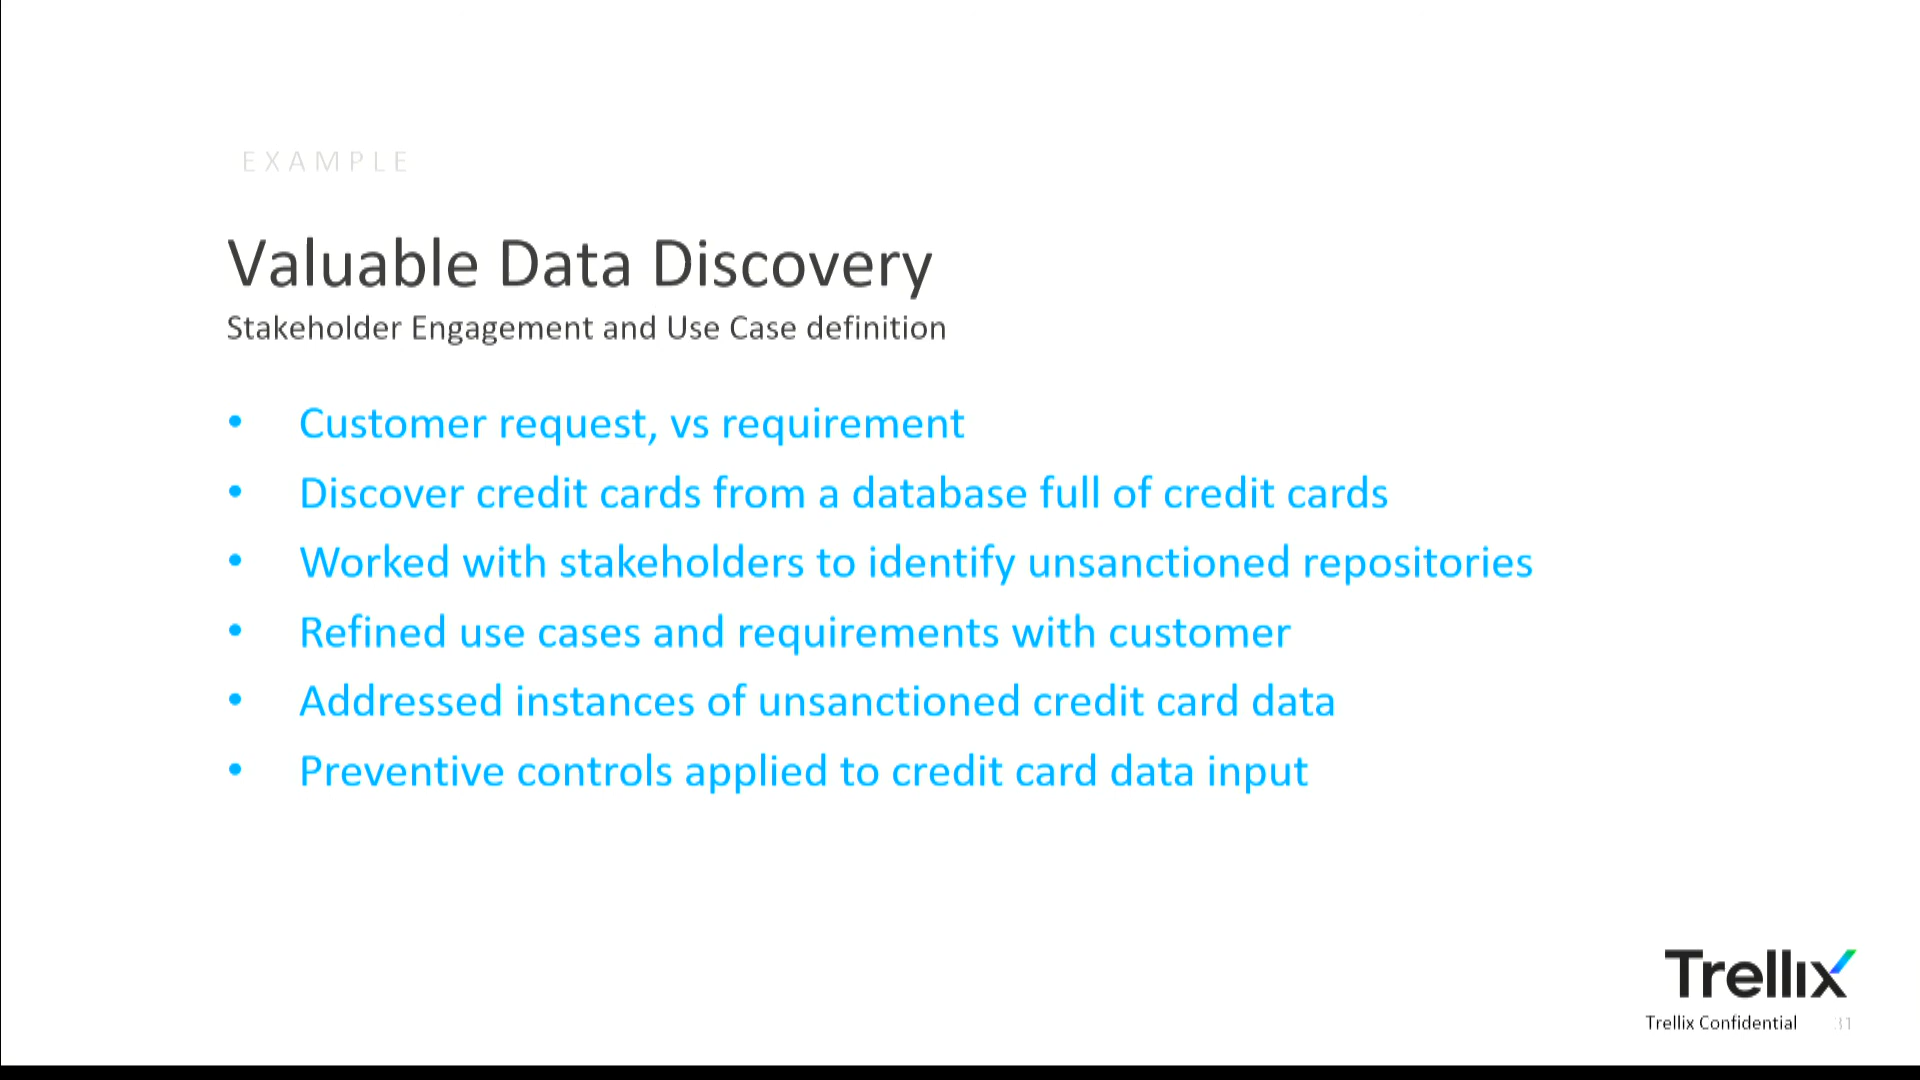 EXAMPLE
Valuable Data Discovery
Stakeholder Engagement and Use Case definition
• Customer request, vs requirement
• Discover credit cards from a database full of credit cards
• Worked with stakeholders to identify unsanctioned repositories
• Refined use cases and requirements with customer
• Addressed instances of unsanctioned credit card data
• Preventive controls applied to credit card data input
Trellix
Trellix Confidential 31